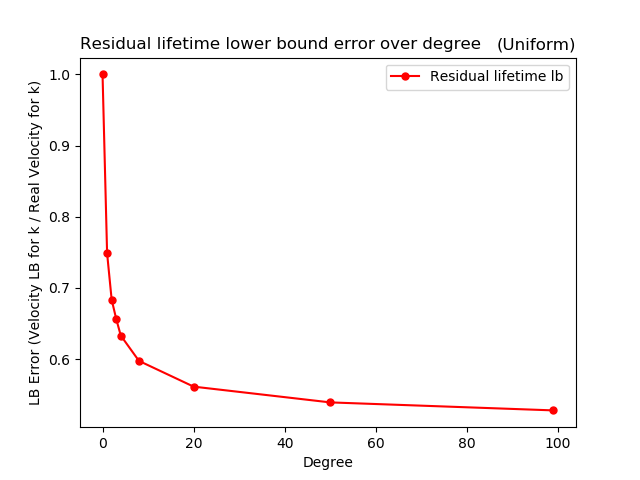 Residual lifetime lower bound error over degree (Uniform)
Residual lifetime lb
LB Error (Velocity LB for k / Real Velocity for k)
1.0
0.9
0.8
0.7
0.6
0 20 40 60 80 100
Degree